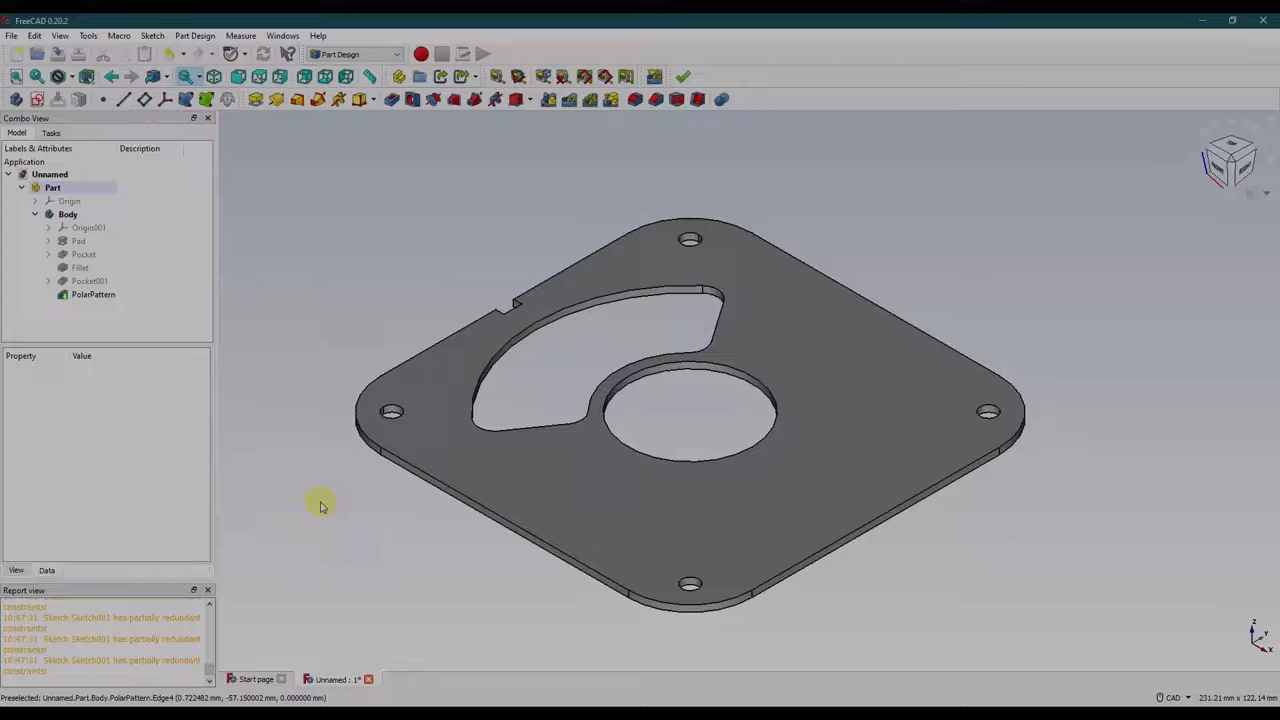 FreeCAD 0.20.2
File Edit View Tools Macro Sketch Part Design Measure Windows Help
Part Design
Combo View
Model Tasks
Labels & Attributes Description
Application
Unnamed
Part
Origin
Body
Origin001
Pad
Pocket
Fillet
Pocket001
PolarPattern
Property Value
View Data
Report view
constraints!
10:47:31 Sketch Sketch001 has partially redundant
constraints!
10:47:31 Sketch Sketch001 has partially redundant
constraints!
10:47:31 Sketch Sketch001 has partially redundant
constraints!
Z
Y
X
Start page Unnamed : 1*
Preselected: Unnamed.Part.Body.PolarPattern.Edge4 (0.722482 mm, -57.150002 mm, 0.000000 mm) CAD 231.21 mm x 122.14 mm